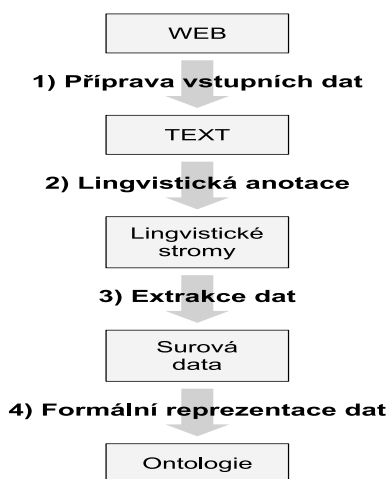 WEB
1) Příprava vstupních dat
TEXT
2) Lingvistická anotace
Lingvistické
stromy
3) Extrakce dat
Surová
data
4) Formální reprezentace dat
Ontologie